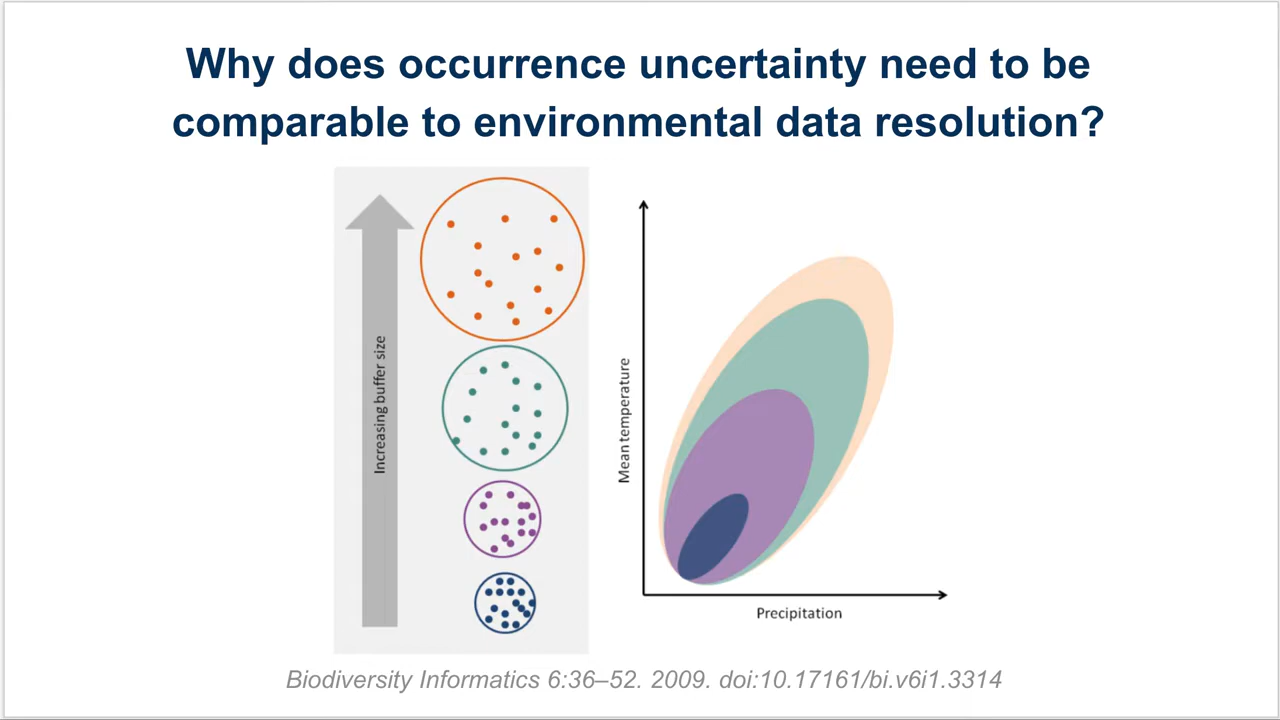 Why does occurrence uncertainty need to be
comparable to environmental data resolution?
Increasing buffer size
Mean temperature
Precipitation
Biodiversity Informatics 6:36–52. 2009. doi:10.17161/bi.v6i1.3314